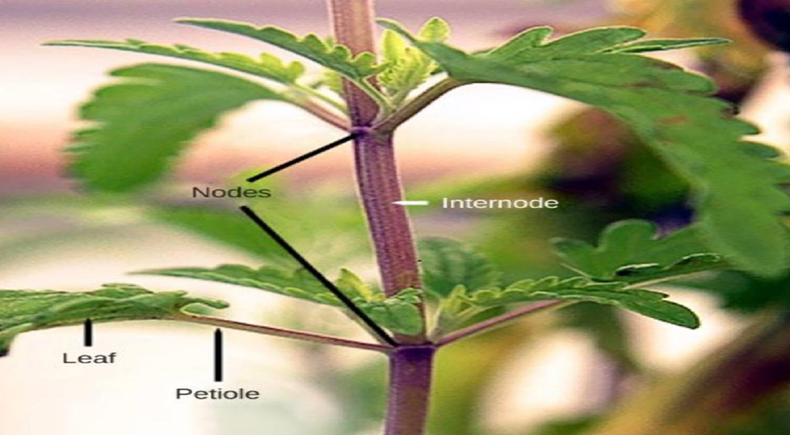 Nodes
Internode
Leaf
Petiole